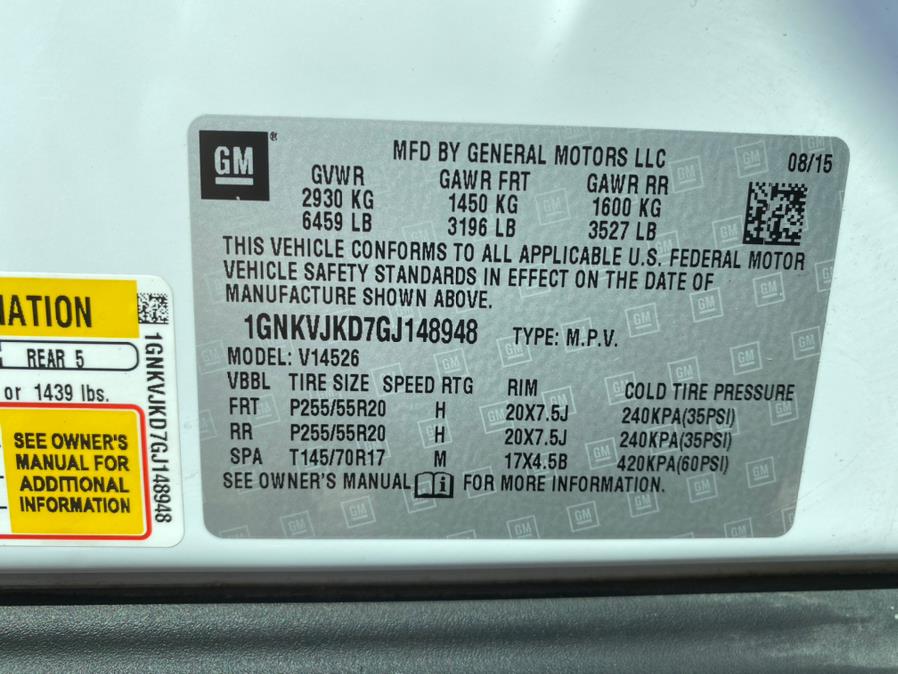 GM
MFD BY GENERAL MOTORS LLC
08/15
GVWR GAWR FRT GAWR RR
2930 KG 1450 KG 1600 KG
6459 LB 3196 LB 3527 LB
THIS VEHICLE CONFORMS TO ALL APPLICABLE U.S. FEDERAL MOTOR
VEHICLE SAFETY STANDARDS IN EFFECT ON THE DATE OF
MANUFACTURE SHOWN ABOVE.
1GNKVJKD7GJ148948 TYPE: M.P.V.
MODEL: V14526
VBBL TIRE SIZE SPEED RTG RIM COLD TIRE PRESSURE
FRT P255/55R20 H 20X7.5J 240KPA(35PSI)
RR P255/55R20 H 20X7.5J 240KPA(35PSI)
SPA T145/70R17 M 17X4.5B 420KPA(60PSI)
SEE OWNER'S MANUAL FOR MORE INFORMATION.
REAR 5
or 1439 lbs.
SEE OWNER'S
MANUAL FOR
ADDITIONAL
INFORMATION
1GNKVJKD7GJ148948